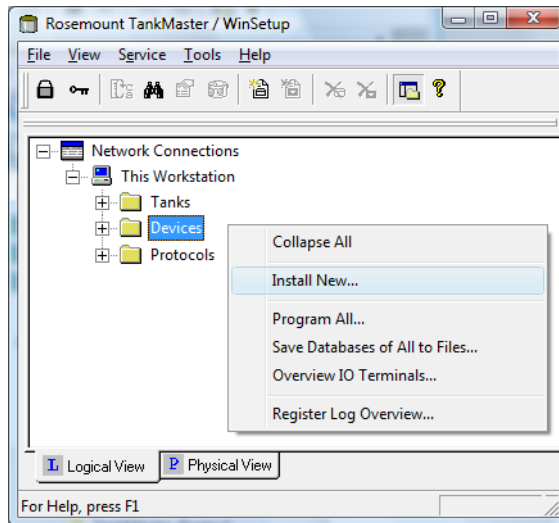 Rosemount TankMaster / WinSetup
File View Service Tools Help
Network Connections
This Workstation
Tanks
Devices
Protocols
Collapse All
Install New...
Program All...
Save Databases of All to Files...
Overview IO Terminals...
Register Log Overview...
L Logical View P Physical View
For Help, press F1